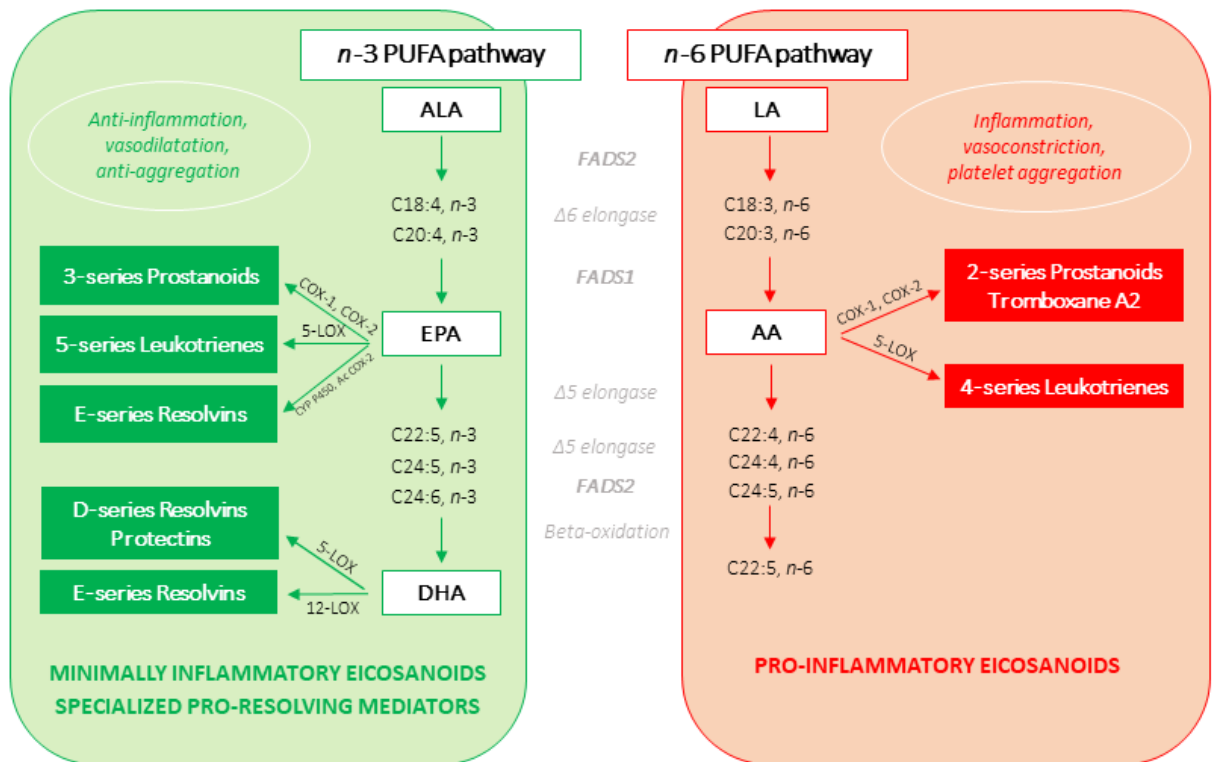 n-3 PUFA pathway
ALA
Anti-inflammation,
vasodilatation,
anti-aggregation
C18:4, n-3
C20:4, n-3
3-series Prostanoids
COX-1, COX-2
5-series Leukotrienes
5-LOX
EPA
E-series Resolvins
CYP P450, Ac COX-2
C22:5, n-3
C24:5, n-3
C24:6, n-3
D-series Resolvins
Protectins
5-LOX
E-series Resolvins
12-LOX
DHA
MINIMALLY INFLAMMATORY EICOSANOIDS
SPECIALIZED PRO-RESOLVING MEDIATORS
FADS2
Δ6 elongase
FADS1
Δ5 elongase
Δ5 elongase
FADS2
Beta-oxidation
n-6 PUFA pathway
LA
Inflammation,
vasoconstriction,
platelet aggregation
C18:3, n-6
C20:3, n-6
AA
COX-1, COX-2
2-series Prostanoids
Tromboxane A2
5-LOX
4-series Leukotrienes
C22:4, n-6
C24:4, n-6
C24:5, n-6
C22:5, n-6
PRO-INFLAMMATORY EICOSANOIDS